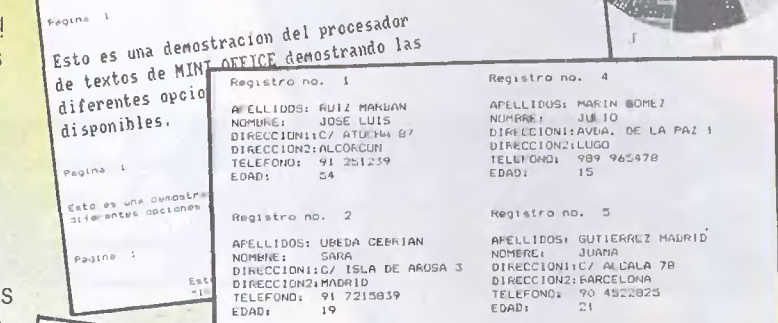 Página 1
Esto es una demostracion del procesador
de textos de MINI OFFICE demostrando las
diferentes opcio
disponibles.
Página 1
Esto es una demostra
diferentes opciones
Página 1
Est
Registro no. 1
APELLIDOS: RUIZ MARBAN
NOMBRE: JOSE LUIS
DIRECCION1:C/ ATOCHA 87
DIRECCION2:ALCORCON
TELEFONO: 91 251239
EDAD: 54
Registro no. 2
APELLIDOS: UBEDA CEBRIAN
NOMBRE: SARA
DIRECCION1:C/ ISLA DE AROSA 3
DIRECCION2:MADRID
TELEFONO: 91 7215839
EDAD: 19
Registro no. 4
APELLIDOS: MARIN GOMEZ
NOMBRE: JULIO
DIRECCION1:AVDA. DE LA PAZ 1
DIRECCION2:LUGO
TELEFONO: 989 965478
EDAD: 15
Registro no. 5
APELLIDOS: GUTIERREZ MADRID
NOMBRE: JUANA
DIRECCION1:C/ ALCALA 78
DIRECCION2:BARCELONA
TELEFONO: 90 4522825
EDAD: 21